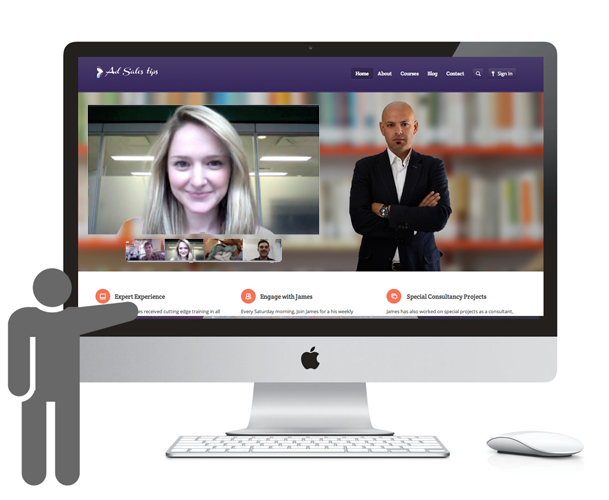 Ad Sales tips
Home About Courses Blog Contact Sign In
Expert Experience
Engage with James
Special Consultancy Projects
es received cutting edge training in all
Every Saturday morning, Join James for a his weekly
James has also worked on special projects as a consultant,